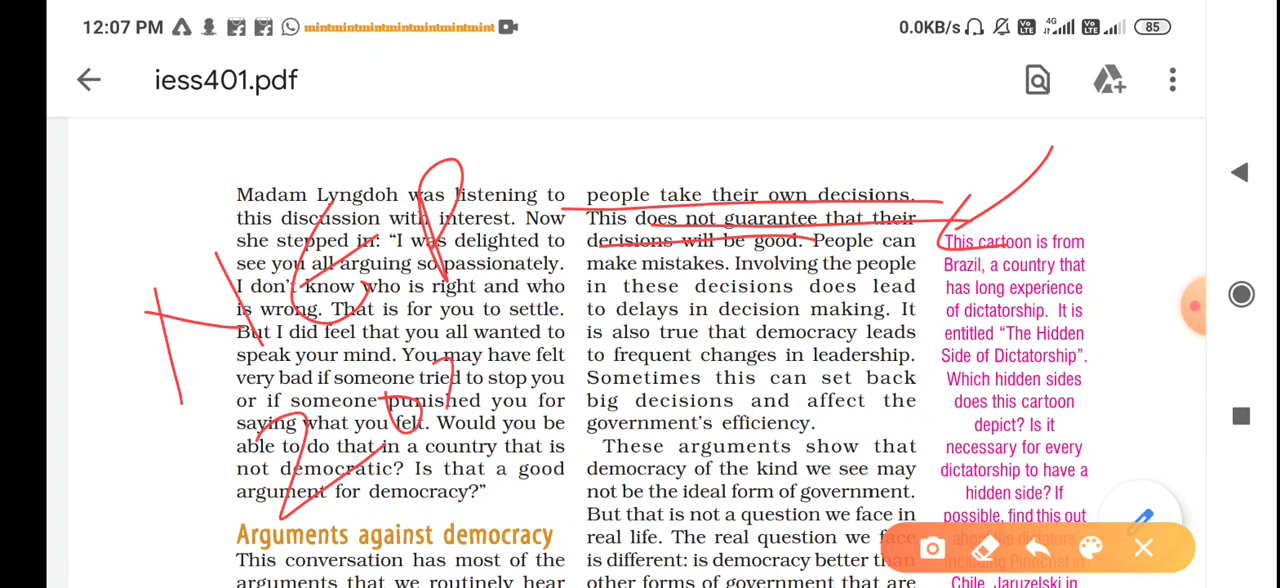 12:07 PM
mintmintmintmintmintmintmint
0.0KB/s
4G
85
iess401.pdf
Madam Lyngdoh was listening to
this discussion with interest. Now
she stepped in: “I was delighted to
see you all arguing so passionately.
I don’t know who is right and who
is wrong. That is for you to settle.
But I did feel that you all wanted to
speak your mind. You may have felt
very bad if someone tried to stop you
or if someone punished you for
saying what you felt. Would you be
able to do that in a country that is
not democratic? Is that a good
argument for democracy?”
Arguments against democracy
This conversation has most of the
arguments that we routinely hear
people take their own decisions.
This does not guarantee that their
decisions will be good. People can
make mistakes. Involving the people
in these decisions does lead
to delays in decision making. It
is also true that democracy leads
to frequent changes in leadership.
Sometimes this can set back
big decisions and affect the
government’s efficiency.
These arguments show that
democracy of the kind we see may
not be the ideal form of government.
But that is not a question we face in
real life. The real question we face
is different: is democracy better than
other forms of government that are
This cartoon is from
Brazil, a country that
has long experience
of dictatorship. It is
entitled “The Hidden
Side of Dictatorship”.
Which hidden sides
does this cartoon
depict? Is it
necessary for every
dictatorship to have a
hidden side? If
possible, find this out
Chile, Jaruzelski in